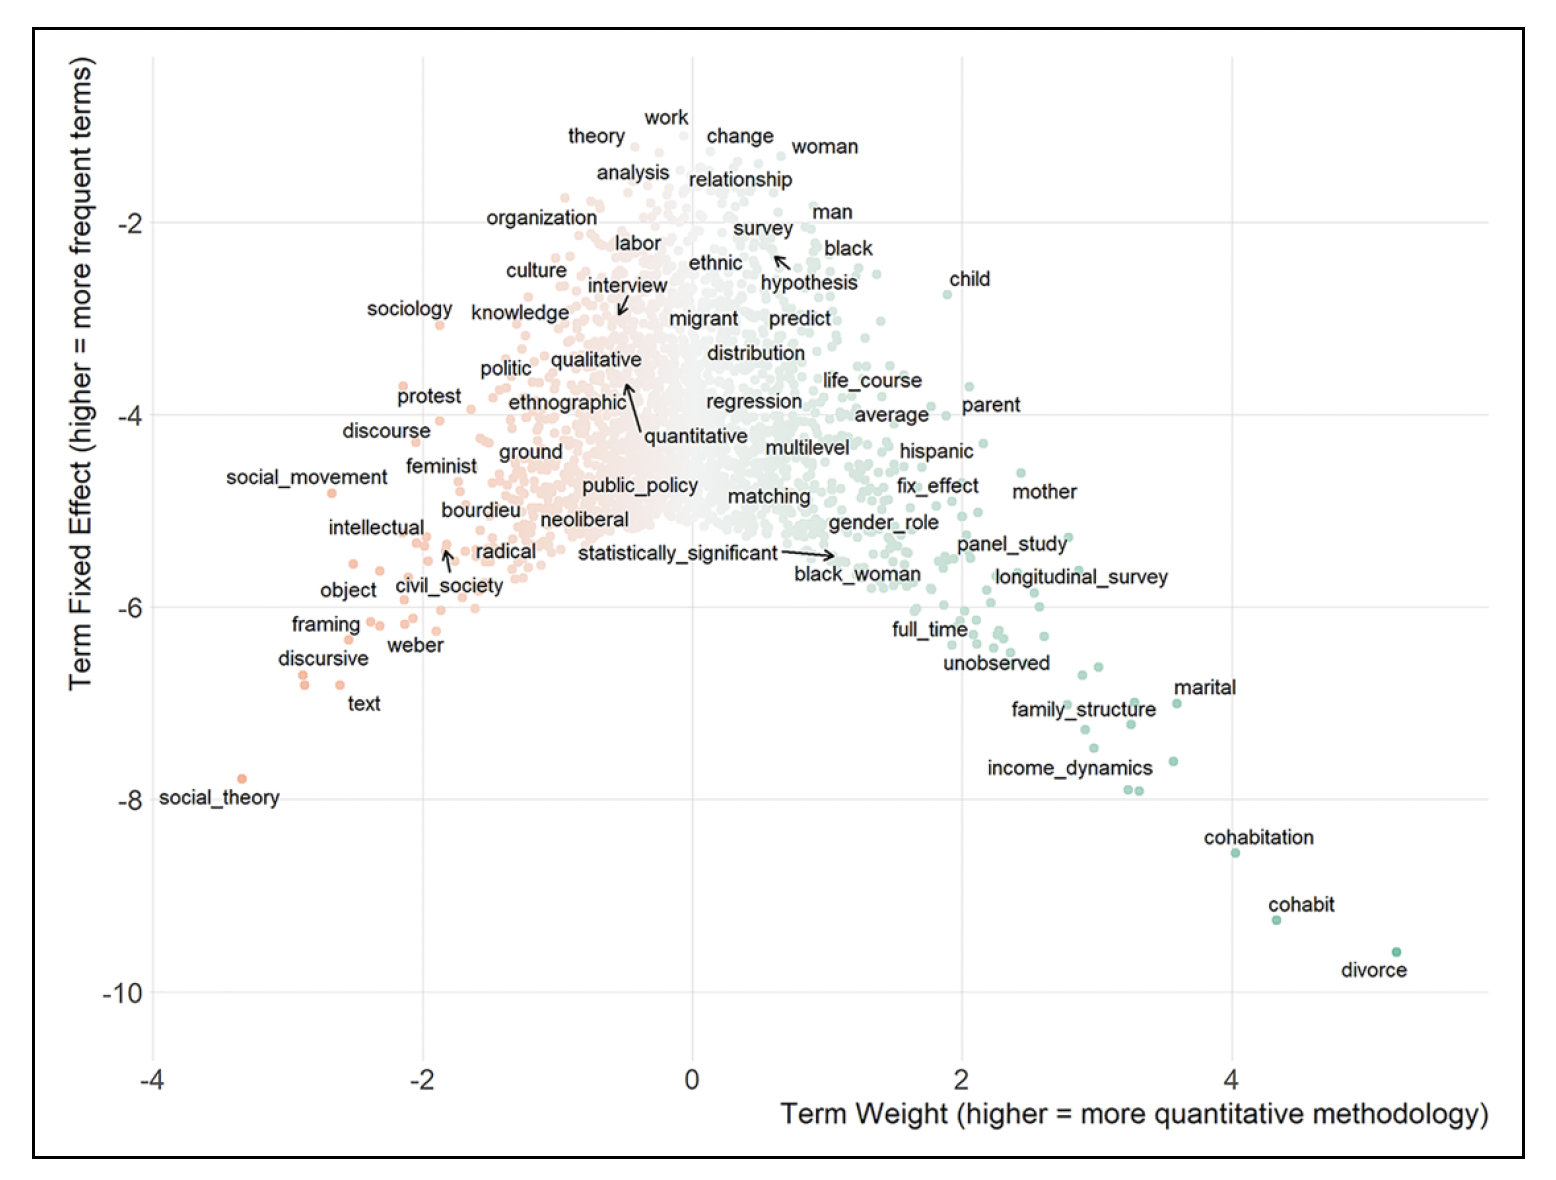 Term Fixed Effect (higher = more frequent terms)
work
theory
change
woman
analysis
relationship
man
organization
-2
survey
labor
black
ethnic
culture
child
hypothesis
interview
sociology
knowledge
migrant
predict
distribution
qualitative
politic
life_course
protest
ethnographic
regression
parent
-4
average
discourse
quantitative
multilevel
ground
hispanic
feminist
social_movement
public_policy
fix_effect
mother
matching
bourdieu
neoliberal
gender_role
intellectual
panel_study
radical
statistically_significant
black_woman
longitudinal_survey
civil_society
object
-6
framing
full_time
weber
discursive
unobserved
marital
text
family_structure
income_dynamics
social_theory
-8
cohabitation
cohabit
divorce
-10
-4
-2
0
2
4
Term Weight (higher = more quantitative methodology)